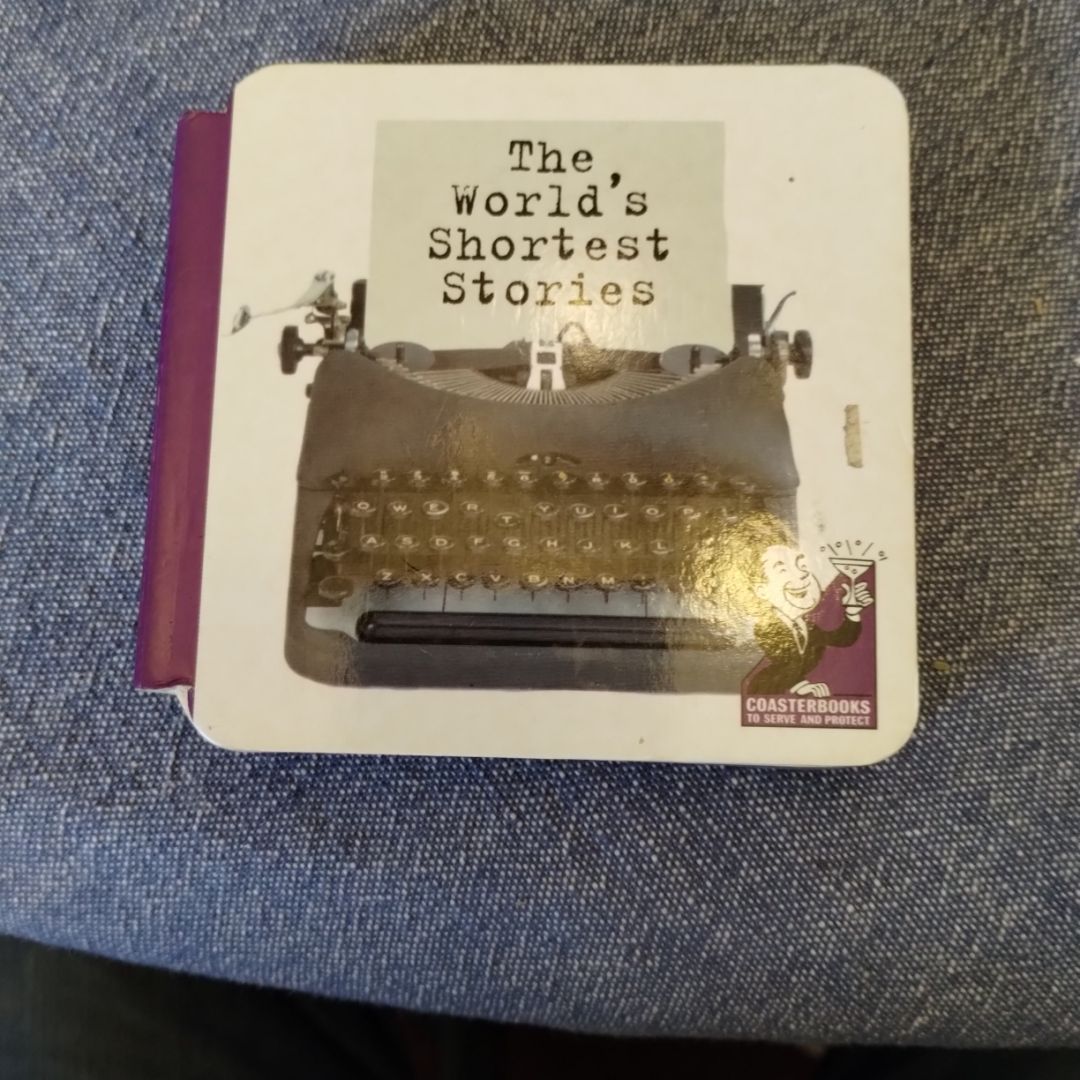 The
World's
Shortest
Stories
Q W E R T Y U I O P
A S D F G H J K L
Z X C V B N M
COASTERBOOKS
TO SERVE AND PROTECT